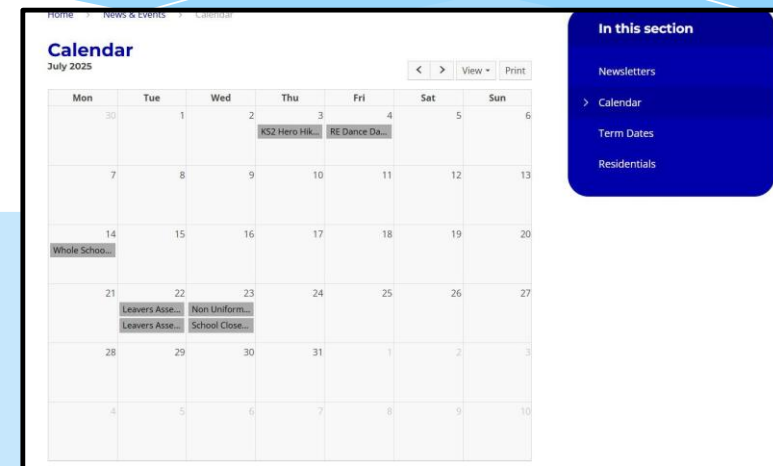 Home > News & Events > Calendar
Calendar
July 2025
< > View Print
Mon Tue Wed Thu Fri Sat Sun
30 1 2 3 4 5 6
KS2 Hero Hik... RE Dance Da...
7 8 9 10 11 12 13
14 15 16 17 18 19 20
Whole Schoo...
21 22 23 24 25 26 27
Leavers Asse... Non Uniform...
Leavers Asse... School Close...
28 29 30 31 1 2 3
4 5 6 7 8 9 10
In this section
Newsletters
> Calendar
Term Dates
Residentials